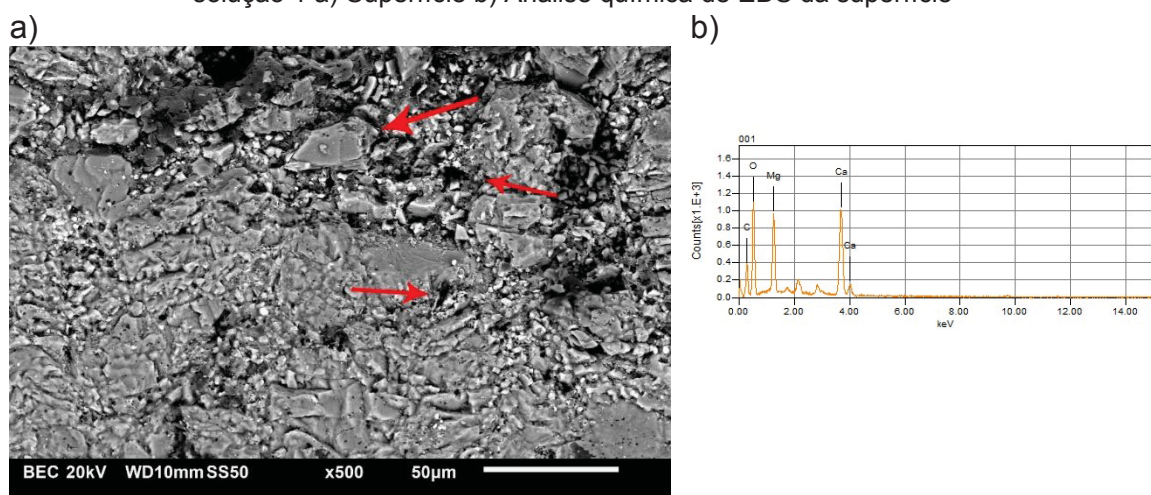 solução 4 a) Superfície b) Análise química de EDS da superfície
a)
b)
BEC 20kV WD10mm SS50 x500 50µm
001
Counts[x1.E+3]
1.6
1.4
1.2
1.0
0.8
0.6
0.4
0.2
0.0
C
O
Mg
Ca
Ca
0.00 2.00 4.00 6.00 8.00 10.00 12.00 14.00
keV